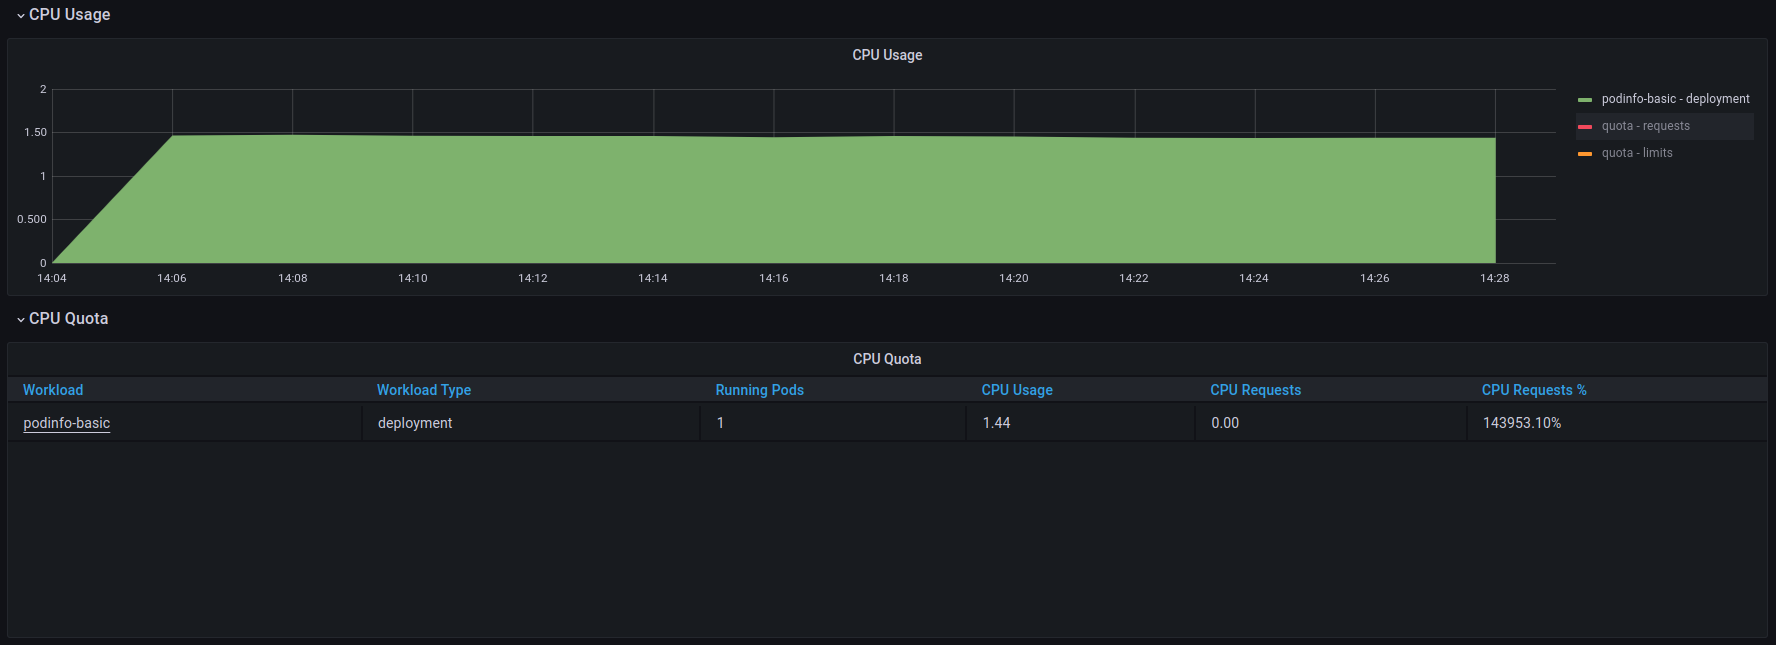 CPU Usage
CPU Usage
2
1.50
1
0.500
0
14:04 14:06 14:08 14:10 14:12 14:14 14:16 14:18 14:20 14:22 14:24 14:26 14:28
podinfo-basic - deployment
quota - requests
quota - limits
CPU Quota
CPU Quota
Workload Workload Type Running Pods CPU Usage CPU Requests CPU Requests %
podinfo-basic deployment 1 1.44 0.00 143953.10%